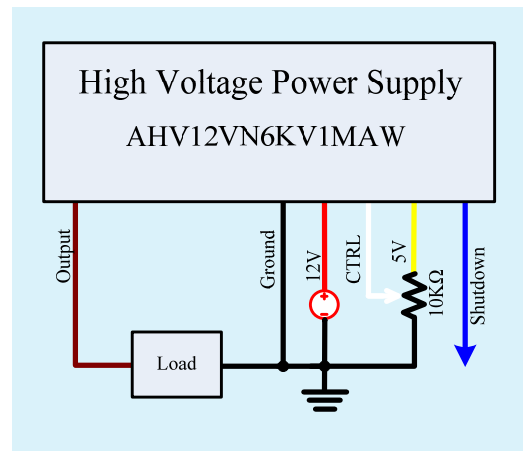 High Voltage Power Supply
AHV12VN6KV1MAW
Output
Ground
12V
CTRL
5V
10KΩ
Shutdown
Load